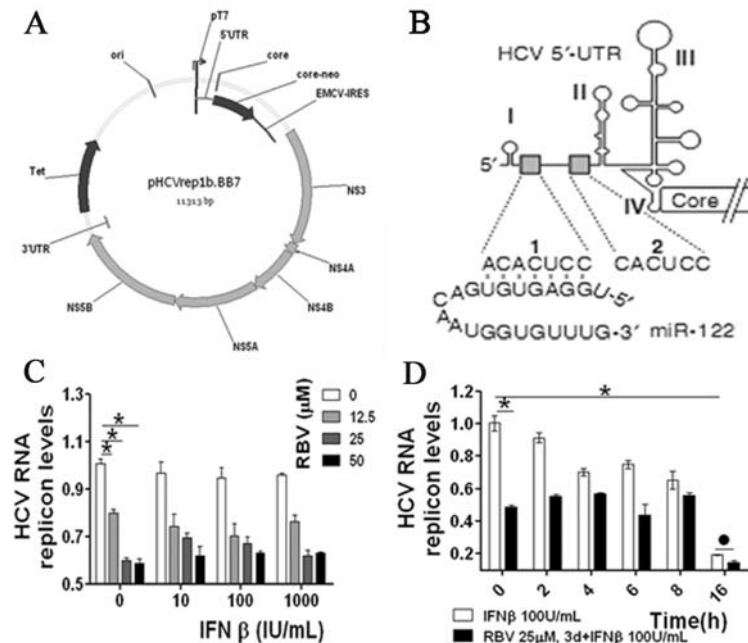 A
pT7
5'UTR
ori
core
core-neo
EMCV-IRES
Tet
pHCVrep1b.BB7
11313 bp
NS3
3'UTR
NS4A
NS5B
NS4B
NS5A
B
HCV 5'-UTR
III
II
I
5'
IV
Core
1
2
ACACUCC
CACUCC
CAGUGUGAGGU-5'
AAUGGUGUUUG-3' miR-122
C
HCV RNA
replicon levels
1.3
1.1
0.9
0.7
0.5
*
*
*
RBV (μM)
0
12.5
25
50
0
10
100
1000
IFN β (IU/mL)
D
HCV RNA
replicon levels
1.2
1.0
0.8
0.6
0.4
0.2
*
*
●
0
2
4
6
8
16
Time(h)
IFNβ 100U/mL
RBV 25μM, 3d+IFNβ 100U/mL